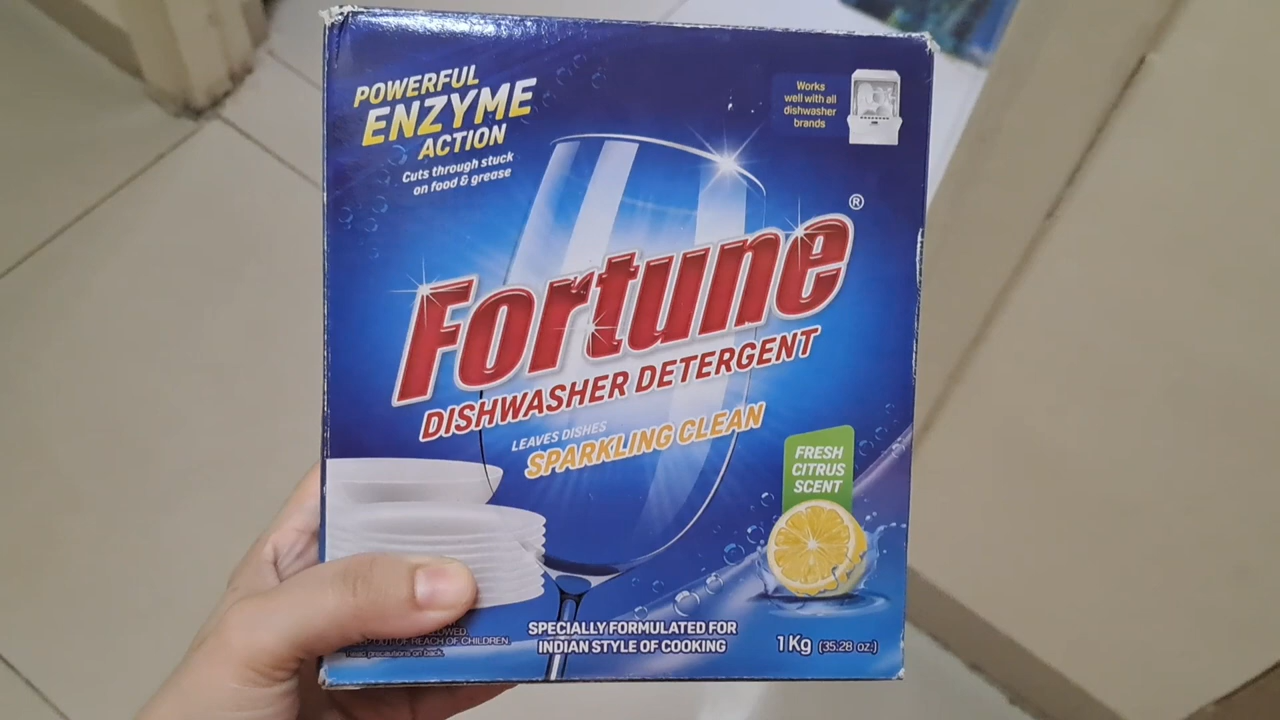 POWERFUL
ENZYME
ACTION
Cuts through stuck
on food & grease
Works
well with all
dishwasher
brands
Fortune®
DISHWASHER DETERGENT
LEAVES DISHES
SPARKLING CLEAN
FRESH
CITRUS
SCENT
OUT OF REACH OF CHILDREN.
Read precautions on back.
SPECIALLY FORMULATED FOR
INDIAN STYLE OF COOKING
1Kg (35.28 oz.)